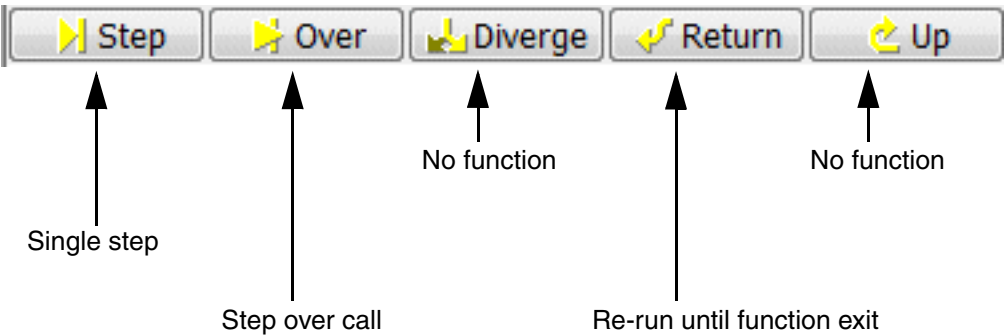 Step
Over
Diverge
Return
Up
No function
No function
Single step
Step over call
Re-run until function exit